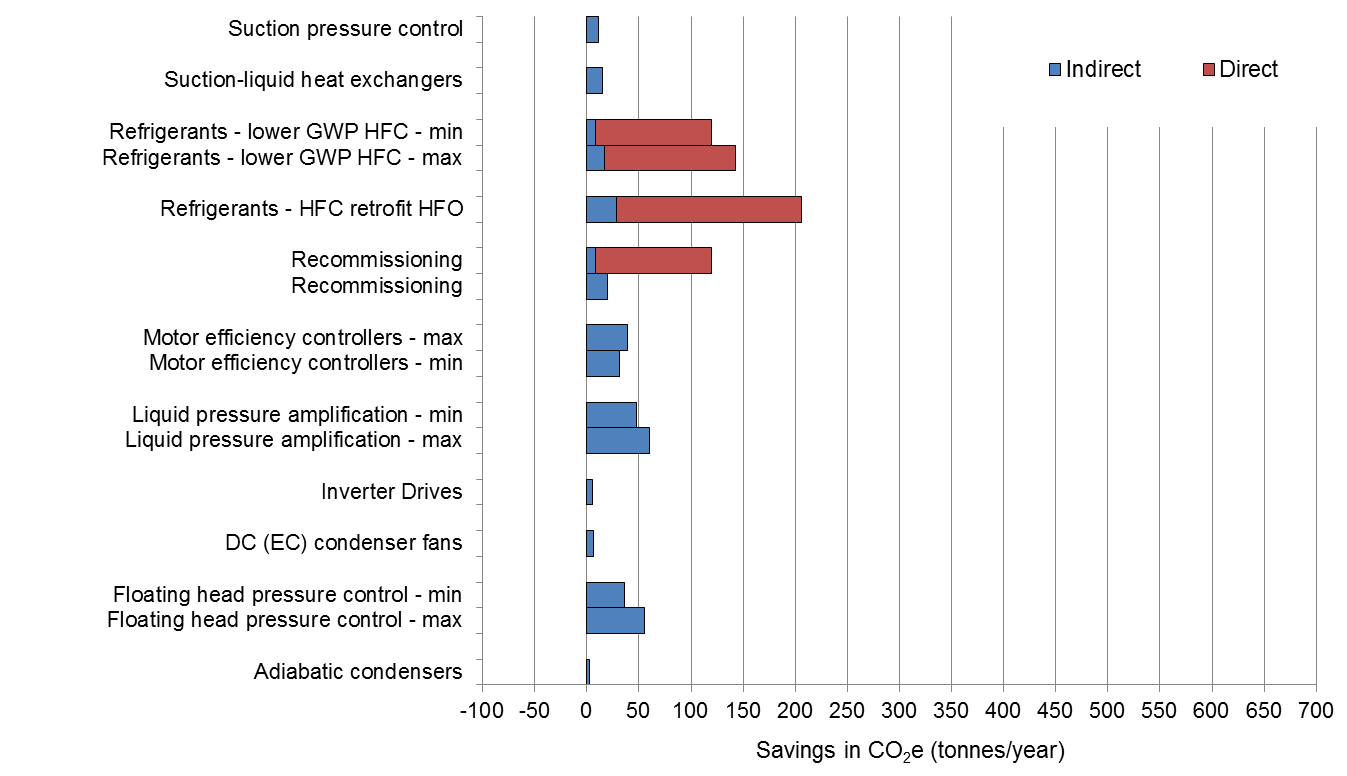 Suction pressure control
Suction-liquid heat exchangers
Refrigerants - lower GWP HFC - min
Refrigerants - lower GWP HFC - max
Refrigerants - HFC retrofit HFO
Recommissioning
Recommissioning
Motor efficiency controllers - max
Motor efficiency controllers - min
Liquid pressure amplification - min
Liquid pressure amplification - max
Inverter Drives
DC (EC) condenser fans
Floating head pressure control - min
Floating head pressure control - max
Adiabatic condensers
Indirect Direct
-100 -50 0 50 100 150 200 250 300 350 400 450 500 550 600 650 700
Savings in CO₂e (tonnes/year)